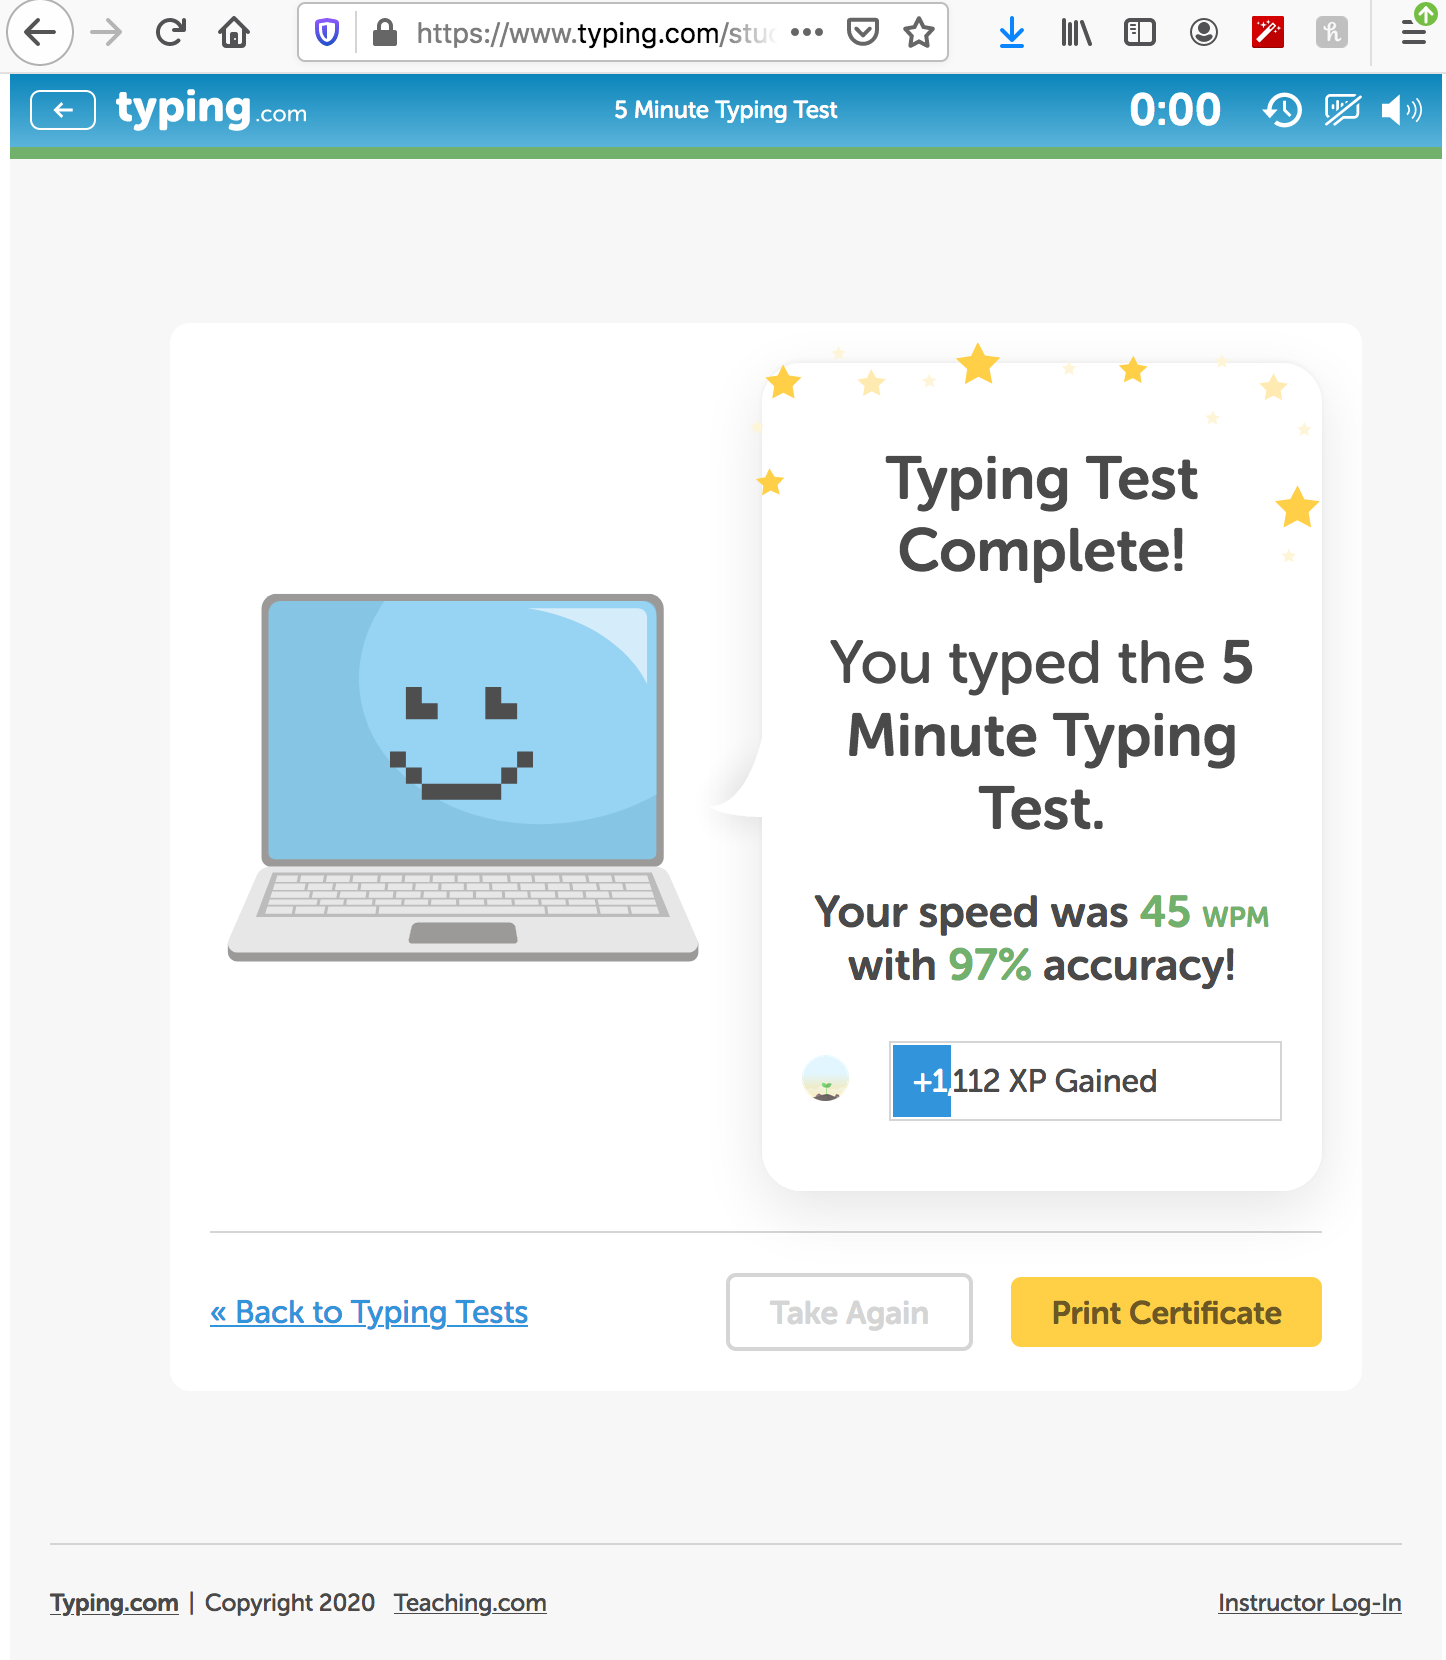 https://www.typing.com/stu
typing.com
5 Minute Typing Test
0:00
Typing Test
Complete!
You typed the 5
Minute Typing
Test.
Your speed was 45 WPM
with 97% accuracy!
+1,112 XP Gained
« Back to Typing Tests
Take Again
Print Certificate
Typing.com | Copyright 2020 Teaching.com
Instructor Log-In